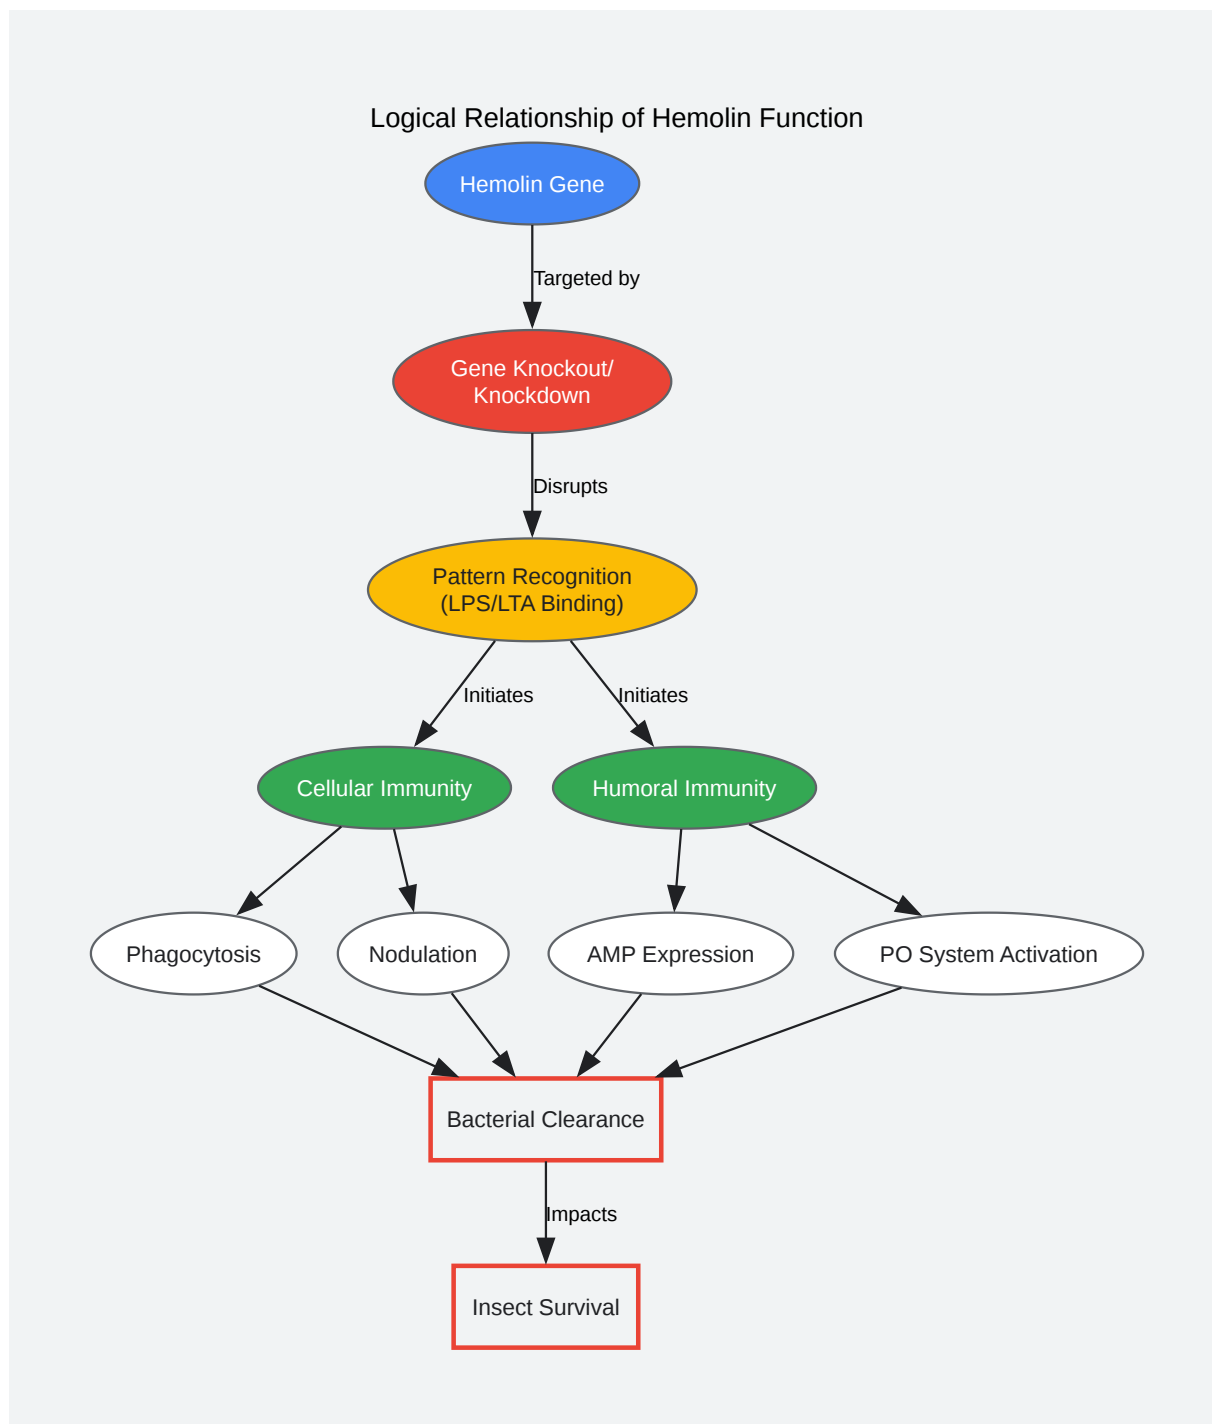 Logical Relationship of Hemolin Function
Hemolin Gene
Targeted by
Gene Knockout/
Knockdown
Disrupts
Pattern Recognition
(LPS/LTA Binding)
Initiates
Initiates
Cellular Immunity
Humoral Immunity
Phagocytosis
Nodulation
AMP Expression
PO System Activation
Bacterial Clearance
Impacts
Insect Survival